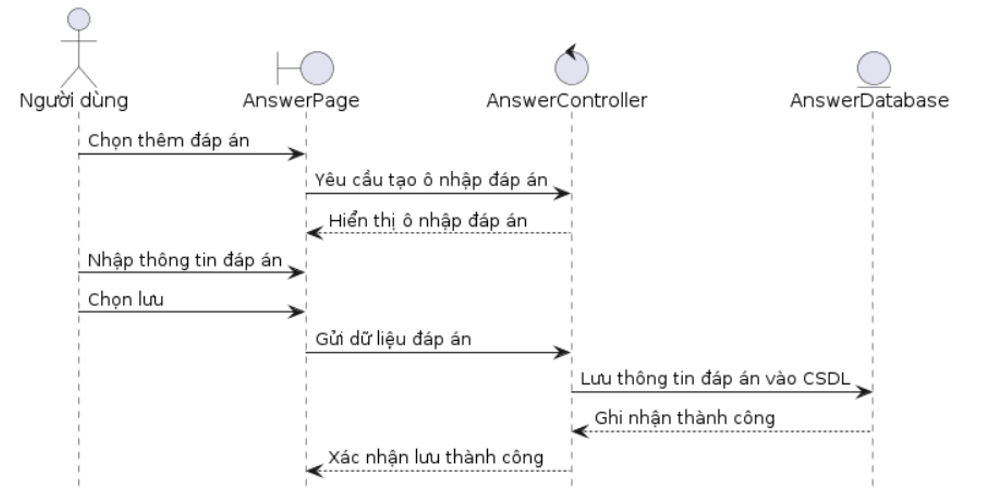 Người dùng
AnswerPage
AnswerController
AnswerDatabase
Chọn thêm đáp án
Yêu cầu tạo ô nhập đáp án
Hiển thị ô nhập đáp án
Nhập thông tin đáp án
Chọn lưu
Gửi dữ liệu đáp án
Lưu thông tin đáp án vào CSDL
Ghi nhận thành công
Xác nhận lưu thành công